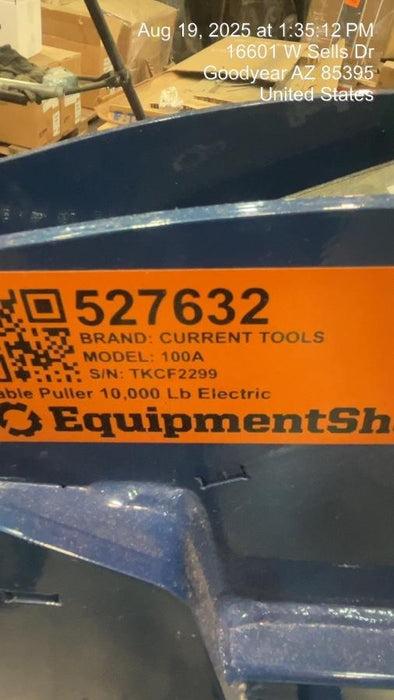 Aug 19, 2025 at 1:35:12 PM
16601 W Sells Dr
Goodyear AZ 85395
United States
527632
BRAND: CURRENT TOOLS
MODEL: 100A
S/N: TKCF2299
able Puller 10,000 Lb Electric
EquipmentSh